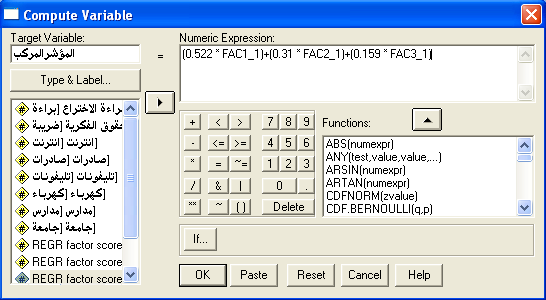 Compute Variable
Target Variable:
المؤشرالمركب
=
Numeric Expression:
(0.522 * FAC1_1)+(0.31 * FAC2_1)+(0.159 * FAC3_1)
Type & Label...
براءة الاختراع [براءة
حقوق الفكرية [ضريبة
انترنت [انترنت]
صادرات [صادرات]
تليفونات [تليفونات]
كهرباء [كهرباء]
مدارس [مدارس]
جامعة [جامعة]
REGR factor score
REGR factor score
REGR factor score
+ < > 7 8 9
- <= >= 4 5 6
* = ~= 1 2 3
/ & | 0 .
** ~ ( ) Delete
Functions:
ABS(numexpr)
ANY(test,value,value,...)
ARSIN(numexpr)
ARTAN(numexpr)
CDFNORM(zvalue)
CDF.BERNOULLI(q,p)
If...
OK
Paste
Reset
Cancel
Help